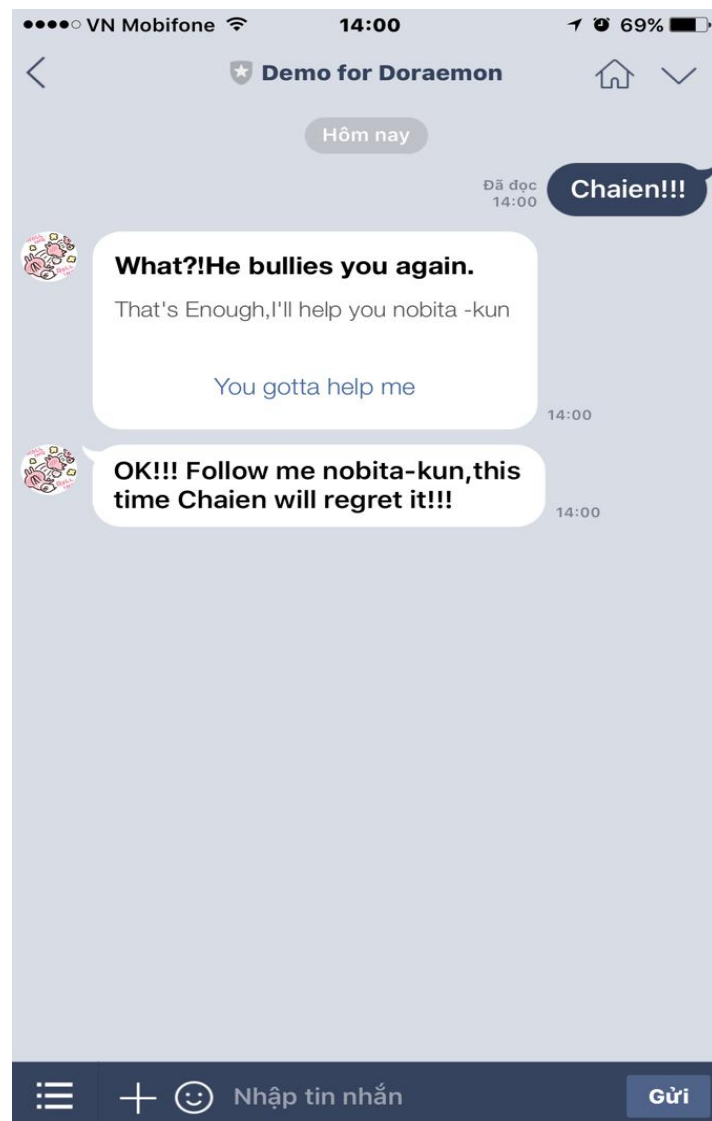 VN Mobifone 14:00 69%
Demo for Doraemon
Hôm nay
Chaien!!!
Đã đọc
14:00
What?!He bullies you again.
That's Enough,I'll help you nobita -kun
You gotta help me
14:00
OK!!! Follow me nobita-kun,this
time Chaien will regret it!!!
14:00
Nhập tin nhắn Gửi